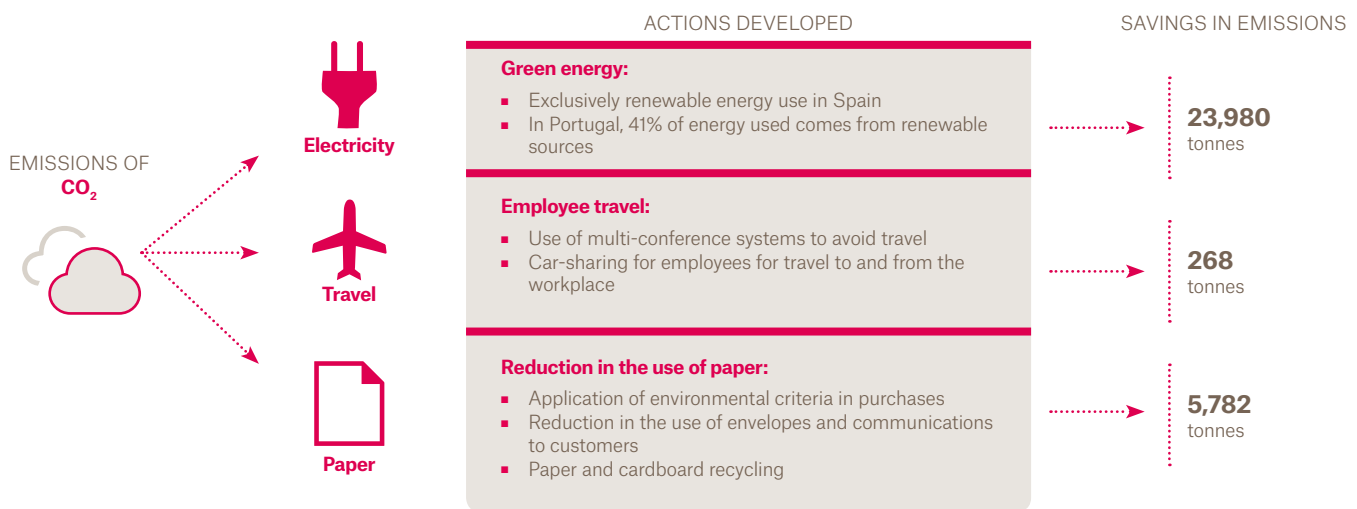 ACTIONS DEVELOPED
SAVINGS IN EMISSIONS
EMISSIONS OF
CO₂
Electricity
Green energy:
▪ Exclusively renewable energy use in Spain
▪ In Portugal, 41% of energy used comes from renewable
sources
23,980
tonnes
Travel
Employee travel:
▪ Use of multi-conference systems to avoid travel
▪ Car-sharing for employees for travel to and from the
workplace
268
tonnes
Paper
Reduction in the use of paper:
▪ Application of environmental criteria in purchases
▪ Reduction in the use of envelopes and communications
to customers
▪ Paper and cardboard recycling
5,782
tonnes